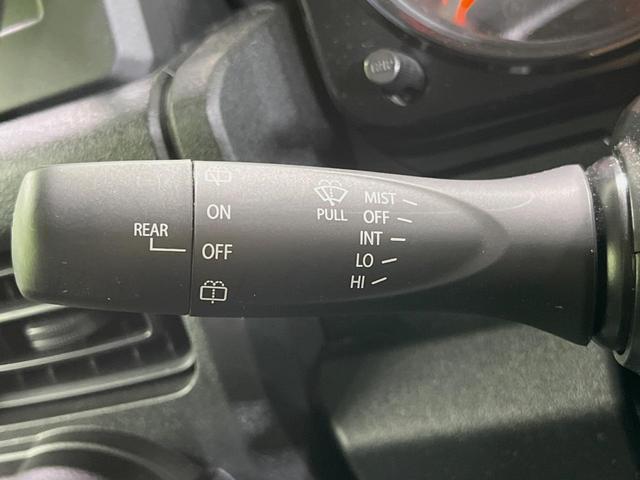 MIST
ON
PULL
OFF
REAR
INT
OFF
LO
HI